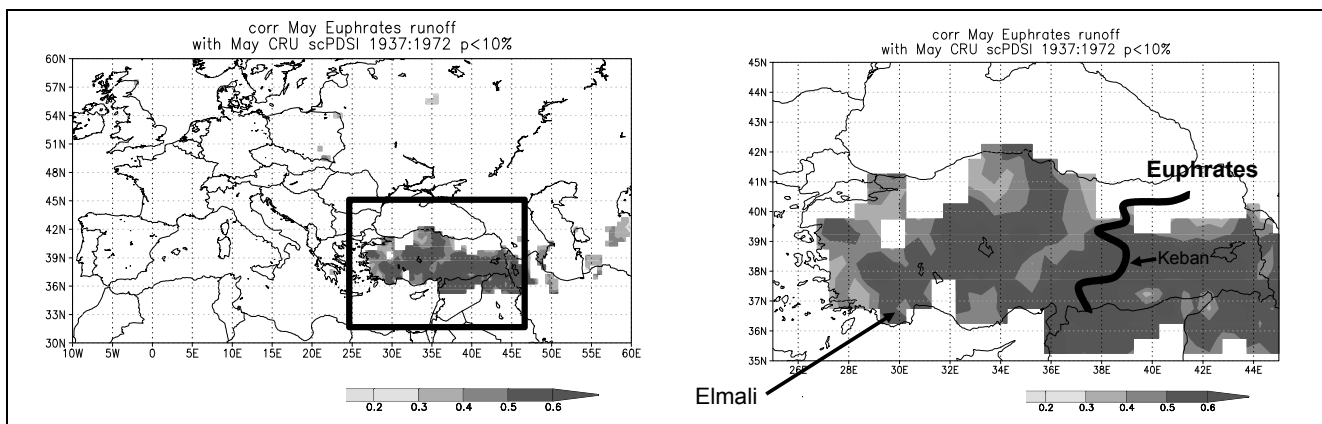 corr May Euphrates runoff
with May CRU scPDSI 1937:1972 p<10%
60N
57N
54N
51N
48N
45N
42N
39N
36N
33N
30N
10W 5W 0 5E 10E 15E 20E 25E 30E 35E 40E 45E 50E 55E 60E
0.2 0.3 0.4 0.5 0.6
corr May Euphrates runoff
with May CRU scPDSI 1937:1972 p<10%
45N
44N
43N
42N
41N
40N
39N
38N
37N
36N
35N
26E 28E 30E 32E 34E 36E 38E 40E 42E 44E
Euphrates
Keban
Elmali
0.2 0.3 0.4 0.5 0.6